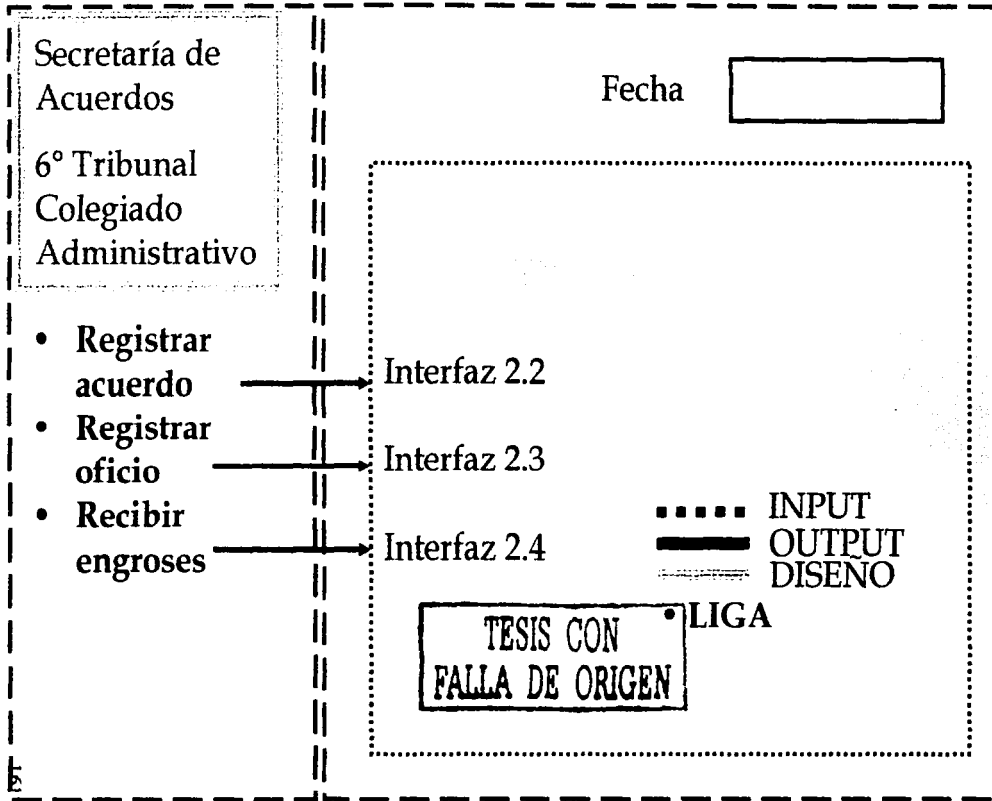 Secretaría de
Acuerdos
6° Tribunal
Colegiado
Administrativo
• Registrar
acuerdo
• Registrar
oficio
• Recibir
engroses
Fecha
Interfaz 2.2
Interfaz 2.3
Interfaz 2.4
INPUT
OUTPUT
DISEÑO
• LIGA
TESIS CON
FALLA DE ORIGEN